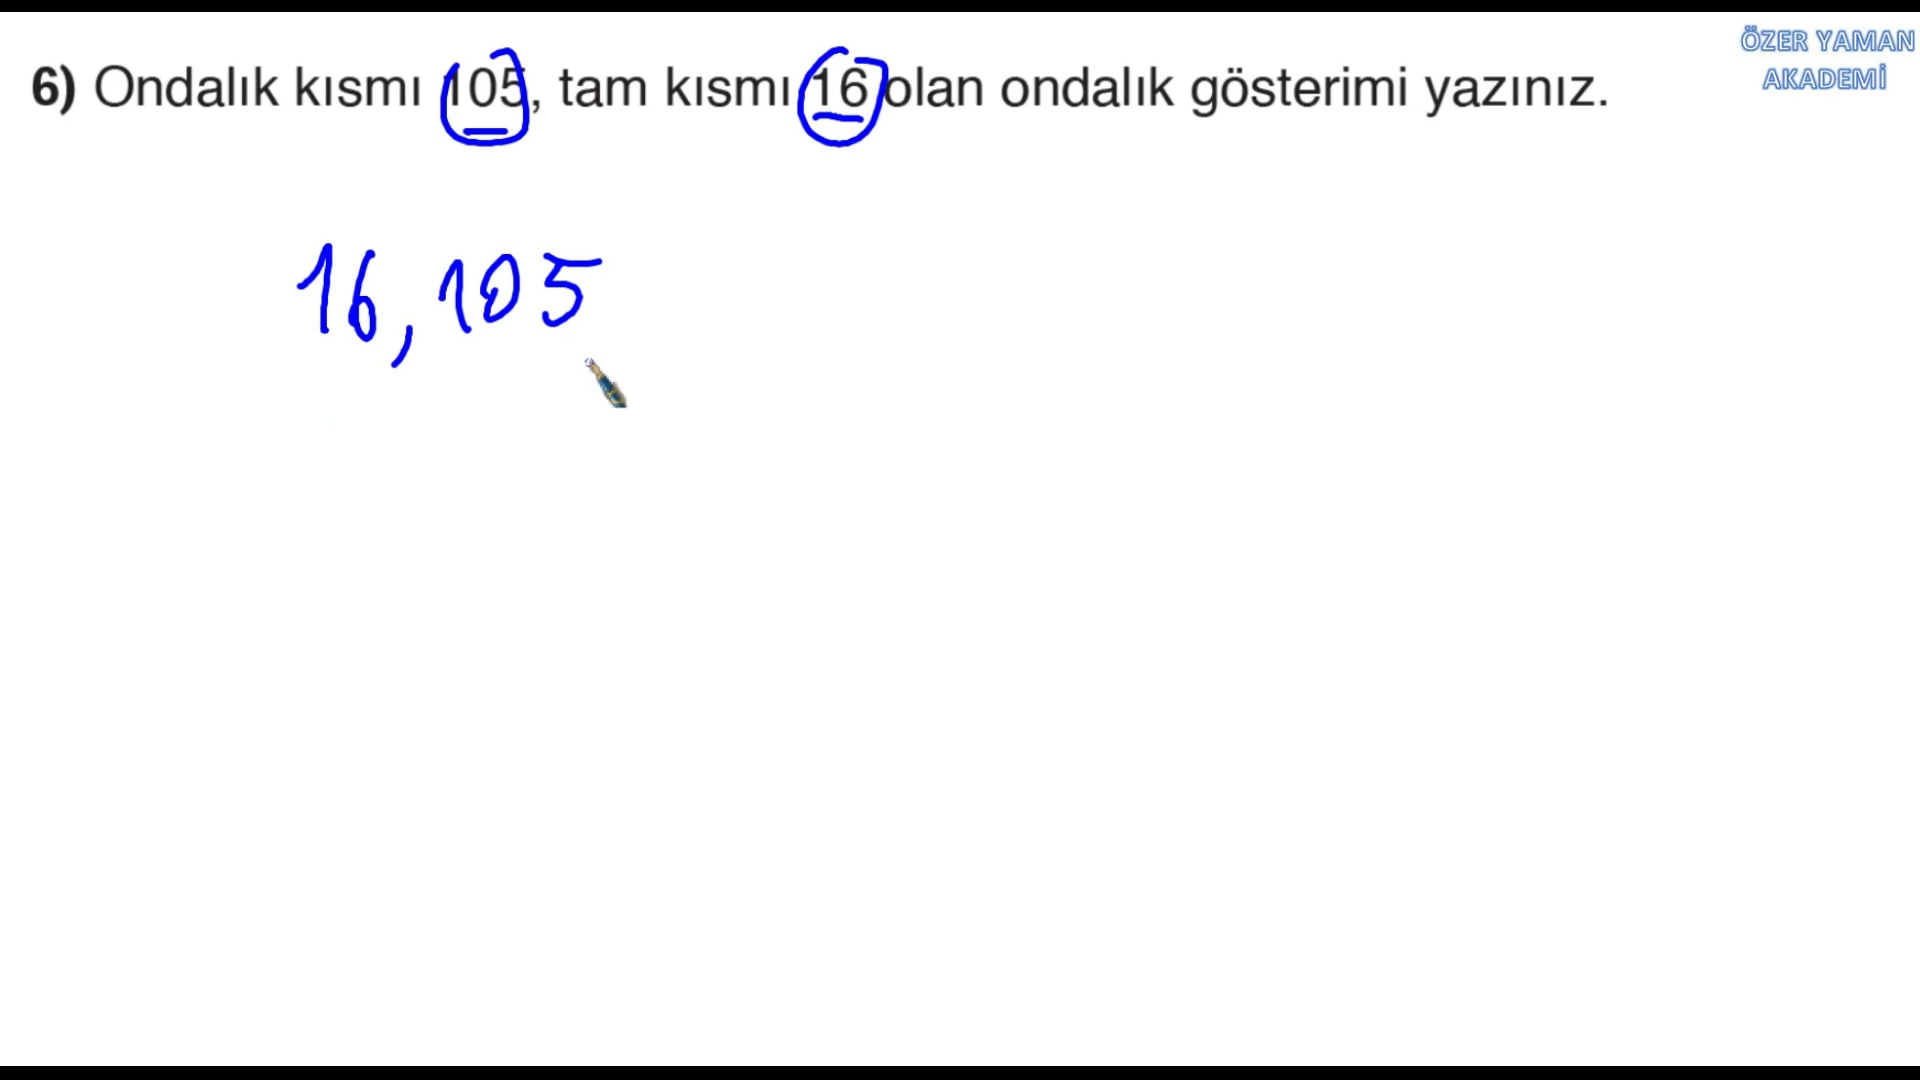 ÖZER YAMAN
AKADEMİ
6) Ondalık kısmı 105, tam kısmı 16 olan ondalık gösterimi yazınız.
16,105